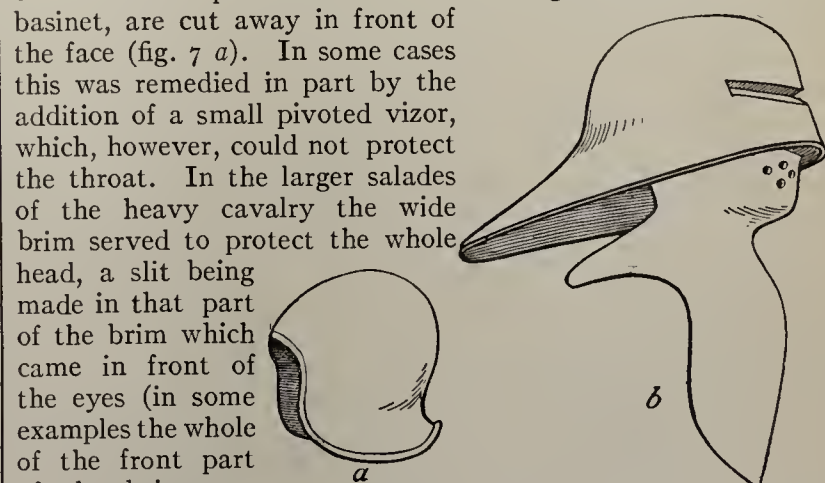 basinet, are cut away in front of
the face (fig. 7 a). In some cases
this was remedied in part by the
addition of a small pivoted vizor,
which, however, could not protect
the throat. In the larger salades
of the heavy cavalry the wide
brim served to protect the whole
head, a slit being
made in that part
of the brim which
came in front of
the eyes (in some
examples the whole
of the front part
a
b